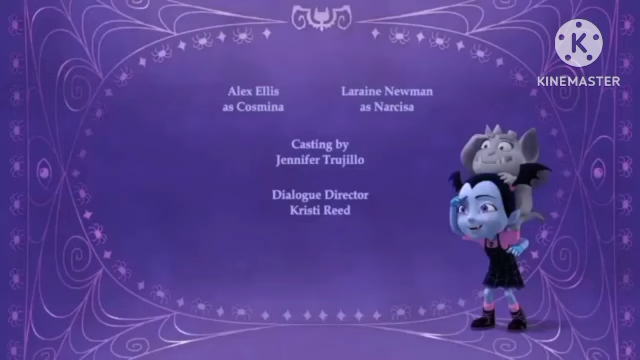 Alex Ellis
as Cosmina
Laraine Newman
as Narcisa
Casting by
Jennifer Trujillo
Dialogue Director
Kristi Reed
K
KINEMASTER